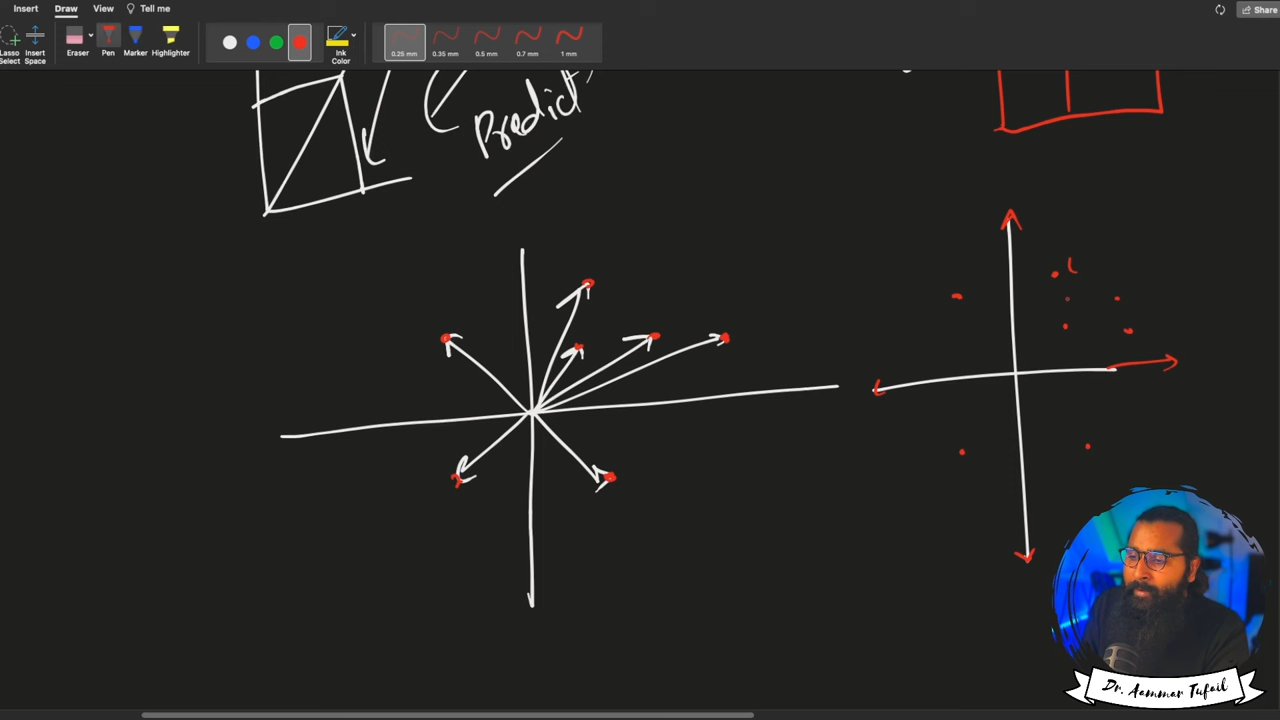 Insert Draw View Tell me
Share
Lasso Select
Insert Space
Eraser
Pen
Marker
Highlighter
Ink Color
0.25 mm
0.35 mm
0.5 mm
0.7 mm
1 mm
Predict
Dr. Aammar Tufail